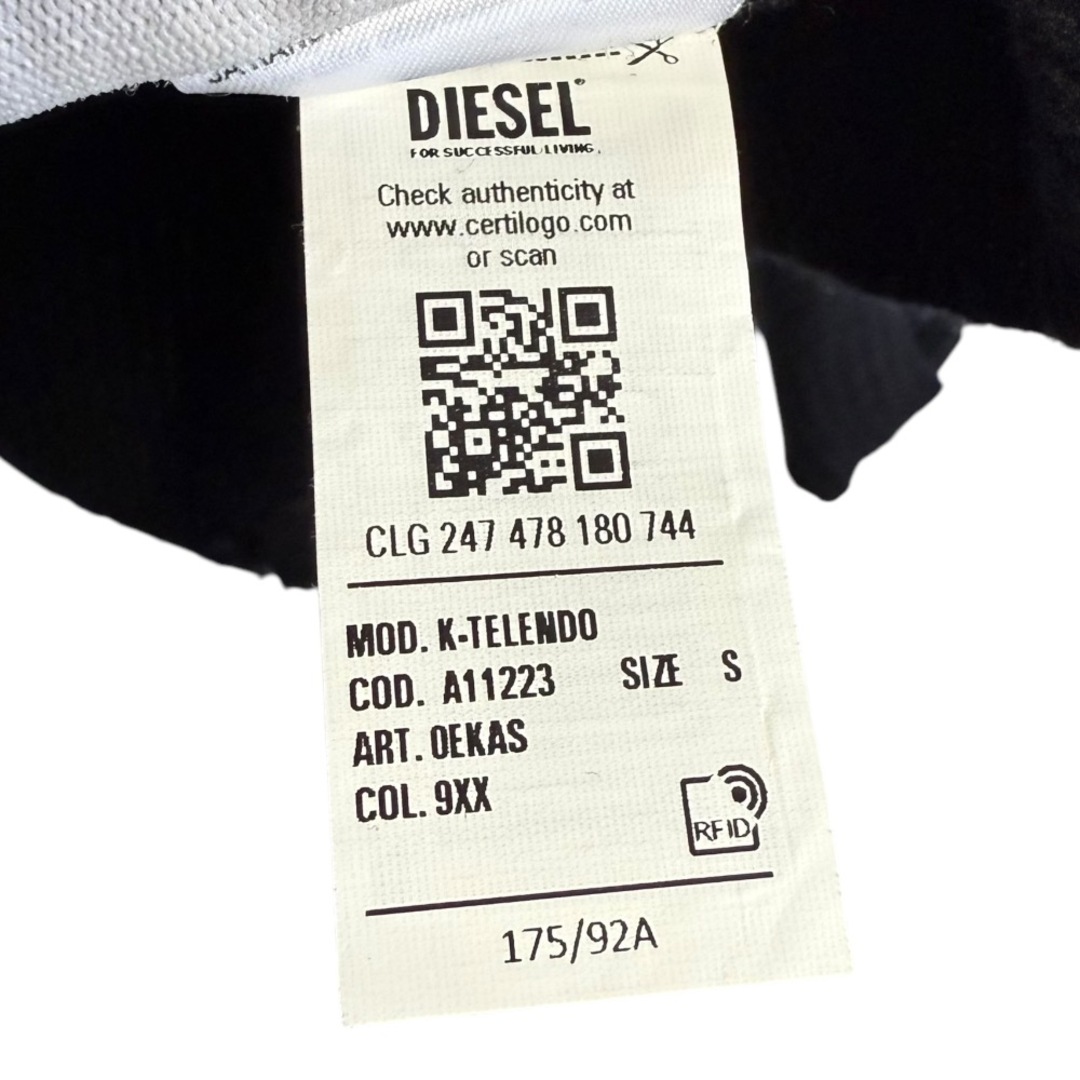 DIESEL®
FOR SUCCESSFUL LIVING.
Check authenticity at
www.certilogo.com
or scan
CLG 247 478 180 744
MOD. K-TELENDO
COD. A11223 SIZE S
ART. 0EKAS
COL. 9XX
RFID
175/92A